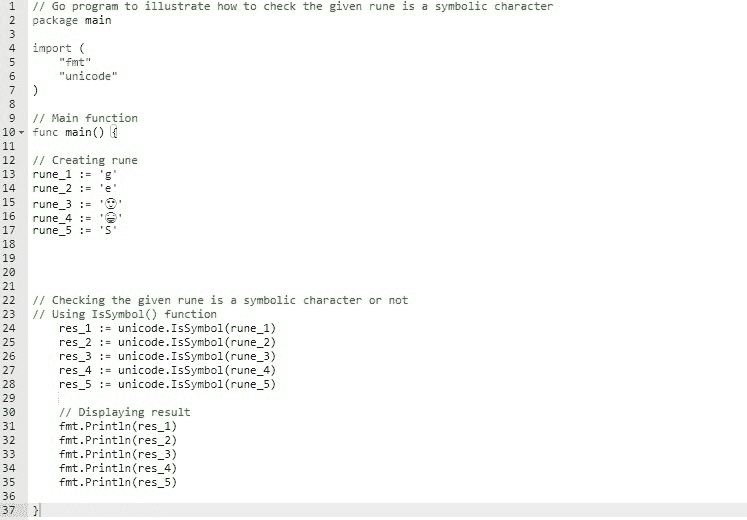 1 // Go program to illustrate how to check the given rune is a symbolic character
2 package main
3
4 import (
5 "fmt"
6 "unicode"
7 )
8
9 // Main function
10 func main() {
11
12 // Creating rune
13 rune_1 := 'g'
14 rune_2 := 'e'
15 rune_3 := '🙂'
16 rune_4 := '😄'
17 rune_5 := 'S'
18
19
20
21
22 // Checking the given rune is a symbolic character or not
23 // Using IsSymbol() function
24 res_1 := unicode.IsSymbol(rune_1)
25 res_2 := unicode.IsSymbol(rune_2)
26 res_3 := unicode.IsSymbol(rune_3)
27 res_4 := unicode.IsSymbol(rune_4)
28 res_5 := unicode.IsSymbol(rune_5)
29
30 // Displaying result
31 fmt.Println(res_1)
32 fmt.Println(res_2)
33 fmt.Println(res_3)
34 fmt.Println(res_4)
35 fmt.Println(res_5)
36
37 }